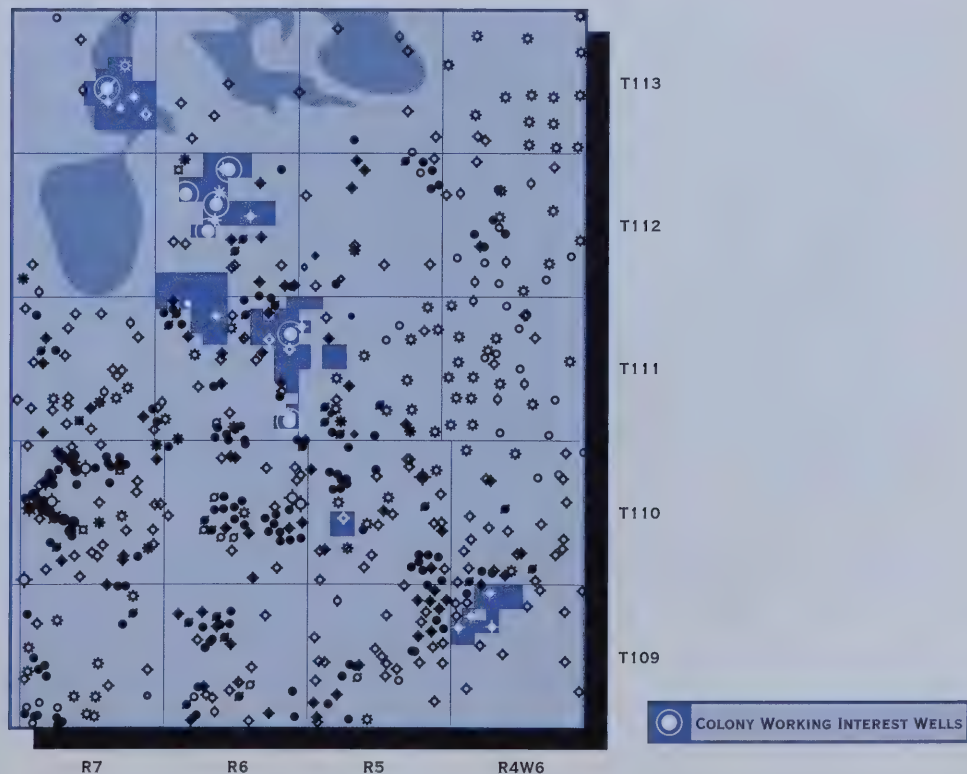 T113
T112
T111
T110
T109
COLONY WORKING INTEREST WELLS
R7 R6 R5 R4W6